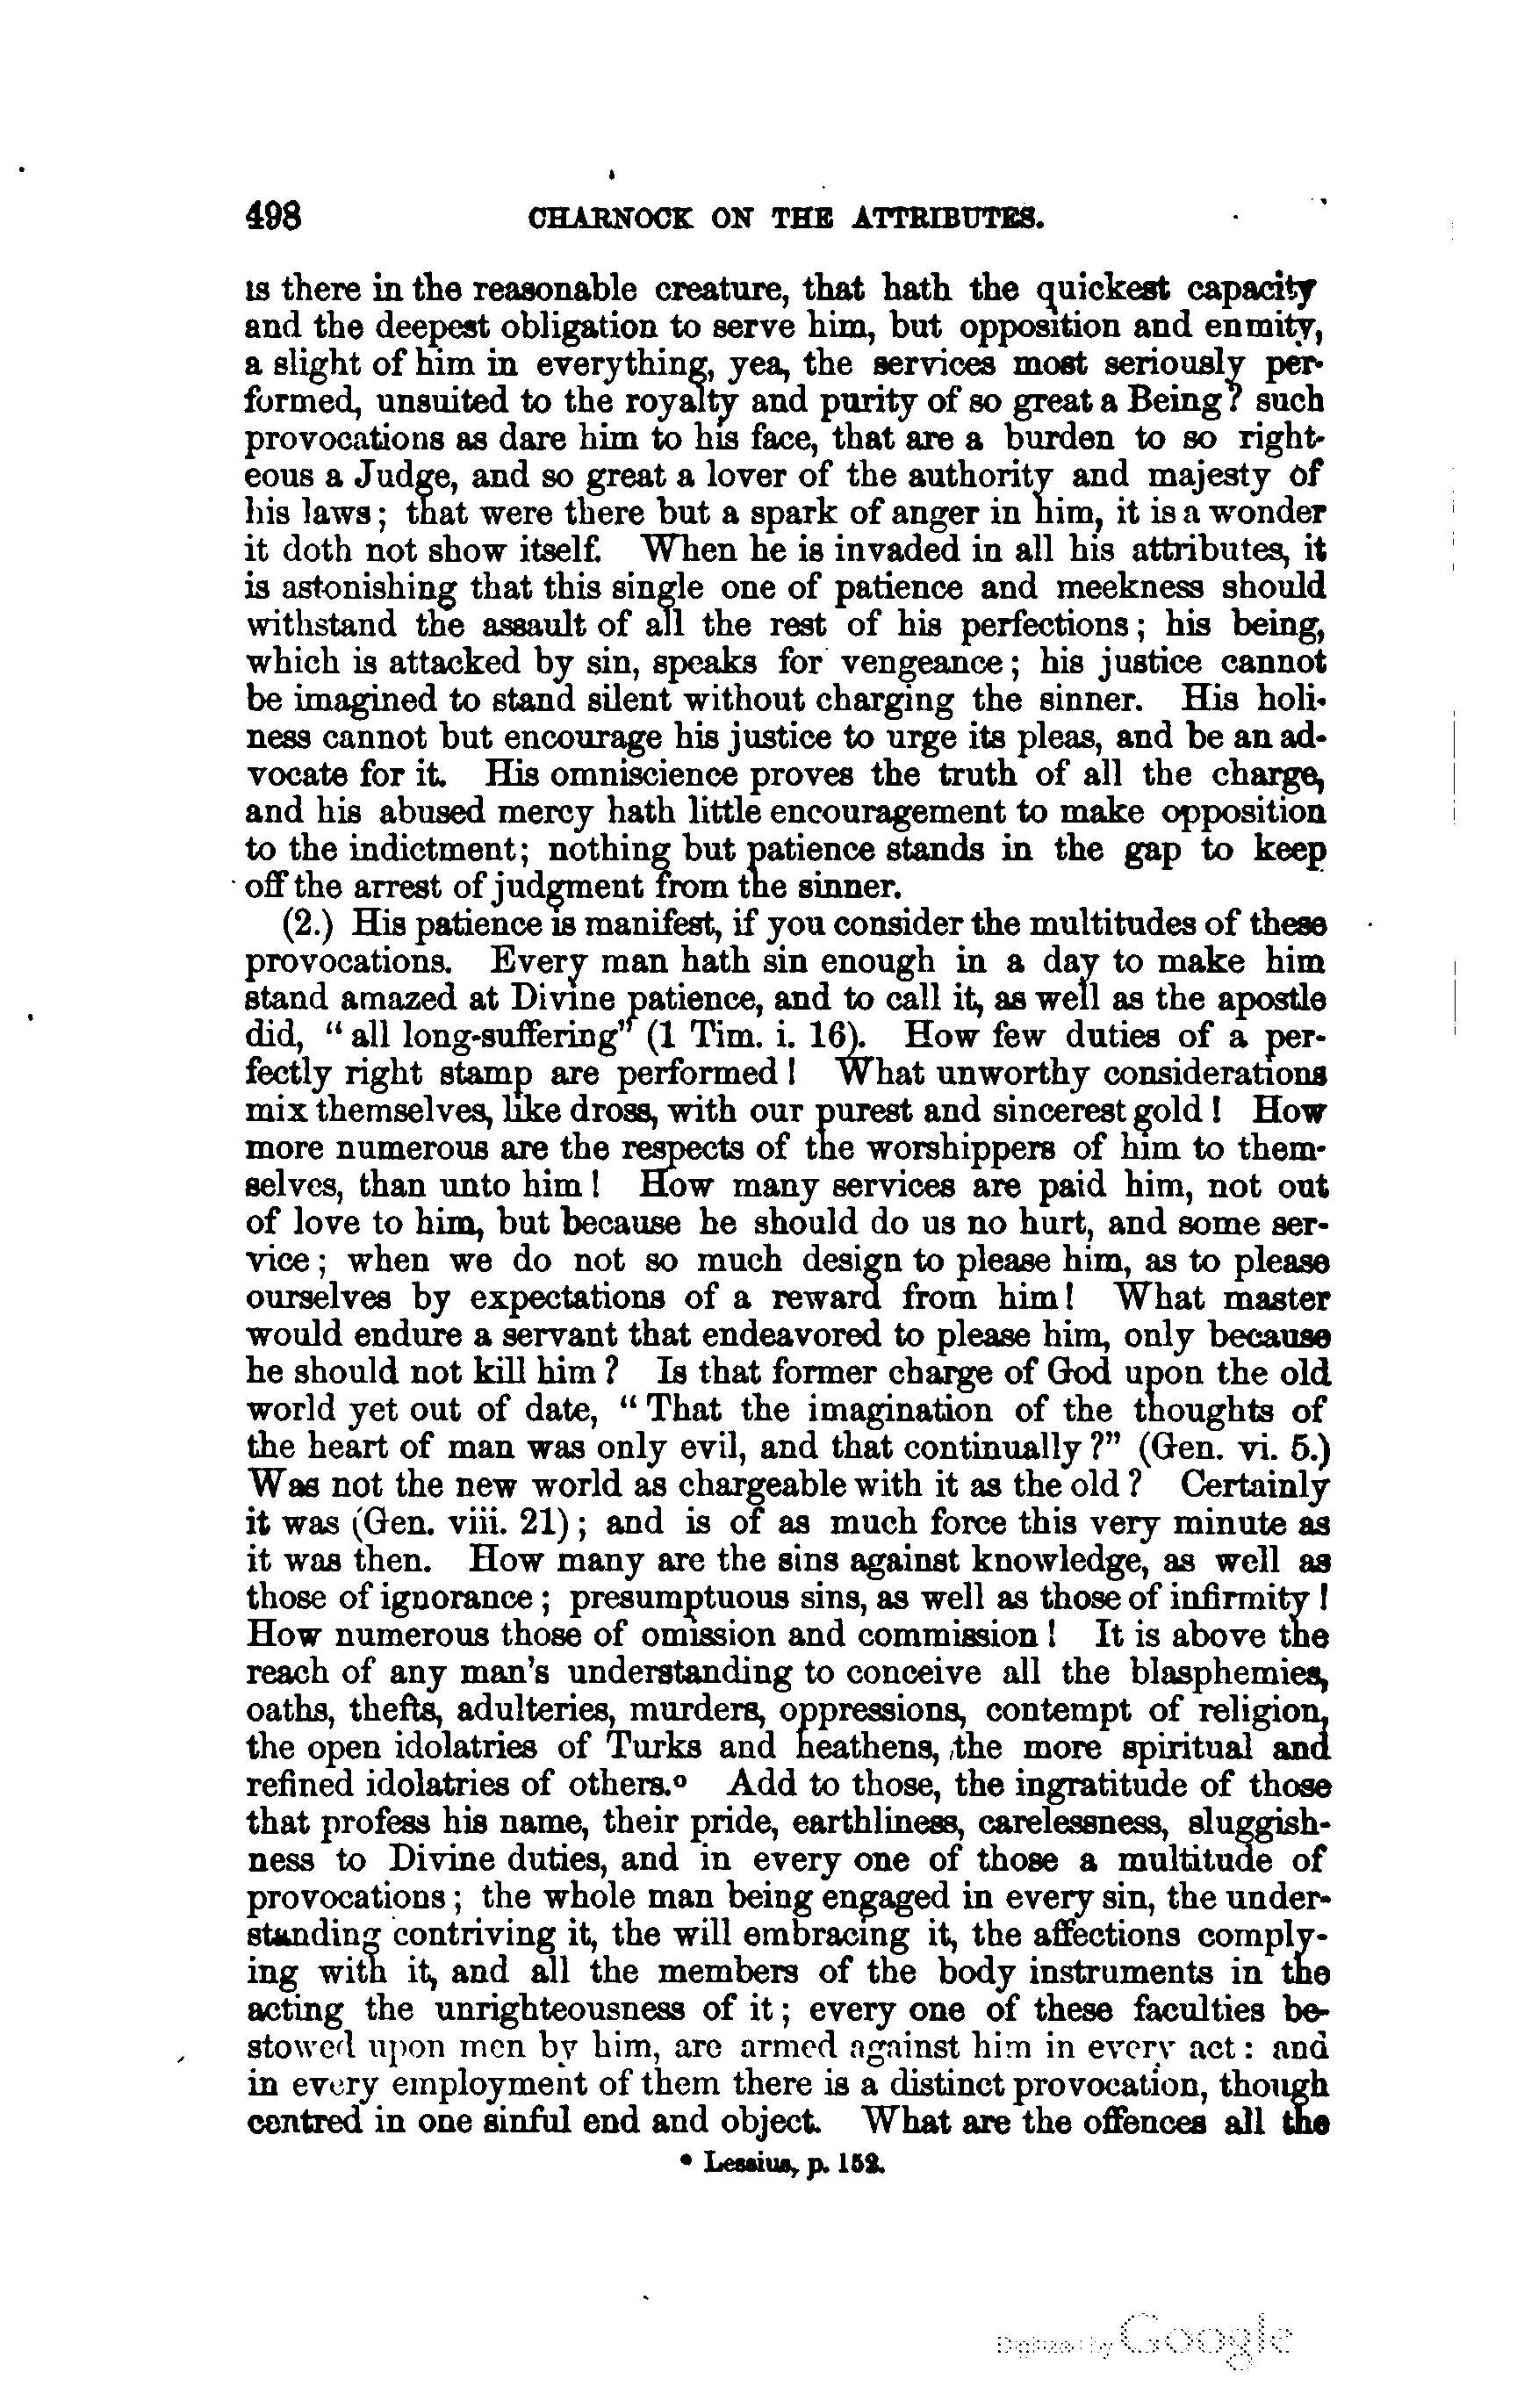 498 CHARNOCK ON THE ATTRIBUTES.
is there in the reasonable creature, that hath the quickest capacity
and the deepest obligation to serve him, but opposition and enmity,
a slight of him in everything, yea, the services most seriously per-
formed, unsuited to the royalty and purity of so great a Being? such
provocations as dare him to his face, that are a burden to so right-
eous a Judge, and so great a lover of the authority and majesty of
his laws; that were there but a spark of anger in him, it is a wonder
it doth not show itself. When he is invaded in all his attributes, it
is astonishing that this single one of patience and meekness should
withstand the assault of all the rest of his perfections; his being,
which is attacked by sin, speaks for vengeance; his justice cannot
be imagined to stand silent without charging the sinner. His holi-
ness cannot but encourage his justice to urge its pleas, and be an ad-
vocate for it. His omniscience proves the truth of all the charge,
and his abused mercy hath little encouragement to make opposition
to the indictment; nothing but patience stands in the gap to keep
off the arrest of judgment from the sinner.
(2.) His patience is manifest, if you consider the multitudes of these
provocations. Every man hath sin enough in a day to make him
stand amazed at Divine patience, and to call it, as well as the apostle
did, "all long-suffering" (1 Tim. i. 16). How few duties of a per-
fectly right stamp are performed! What unworthy considerations
mix themselves, like dross, with our purest and sincerest gold! How
more numerous are the respects of the worshippers of him to them-
selves, than unto him! How many services are paid him, not out
of love to him, but because he should do us no hurt, and some ser-
vice; when we do not so much design to please him, as to please
ourselves by expectations of a reward from him! What master
would endure a servant that endeavored to please him, only because
he should not kill him? Is that former charge of God upon the old
world yet out of date, "That the imagination of the thoughts of
the heart of man was only evil, and that continually?" (Gen. vi. 5.)
Was not the new world as chargeable with it as the old? Certainly
it was (Gen. viii. 21); and is of as much force this very minute as
it was then. How many are the sins against knowledge, as well as
those of ignorance; presumptuous sins, as well as those of infirmity!
How numerous those of omission and commission! It is above the
reach of any man's understanding to conceive all the blasphemies,
oaths, thefts, adulteries, murders, oppressions, contempt of religion,
the open idolatries of Turks and heathens, the more spiritual and
refined idolatries of others.º Add to those, the ingratitude of those
that profess his name, their pride, earthliness, carelessness, sluggish-
ness to Divine duties, and in every one of those a multitude of
provocations; the whole man being engaged in every sin, the under-
standing contriving it, the will embracing it, the affections comply-
ing with it, and all the members of the body instruments in the
acting the unrighteousness of it; every one of these faculties be-
stowed upon men by him, are armed against him in every act: and
in every employment of them there is a distinct provocation, though
centred in one sinful end and object. What are the offences all the
º Lessius, p. 152.
Digitized by Google